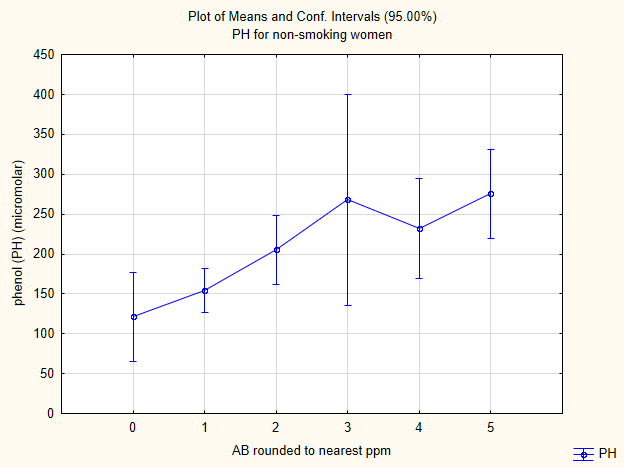 Plot of Means and Conf. Intervals (95.00%)
PH for non-smoking women
phenol (PH) (micromolar)
450
400
350
300
250
200
150
100
50
0
0 1 2 3 4 5
AB rounded to nearest ppm
PH